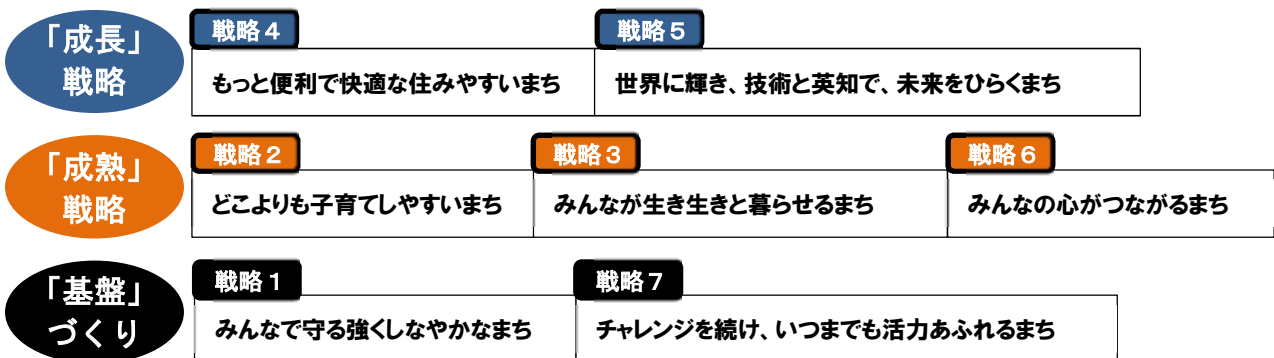 「成長」
戦略
戦略4
もっと便利で快適な住みやすいまち
戦略5
世界に輝き、技術と英知で、未来をひらくまち
「成熟」
戦略
戦略2
どこよりも子育てしやすいまち
戦略3
みんなが生き生きと暮らせるまち
戦略6
みんなの心がつながるまち
「基盤」
づくり
戦略1
みんなで守る強くしなやかなまち
戦略7
チャレンジを続け、いつまでも活力あふれるまち